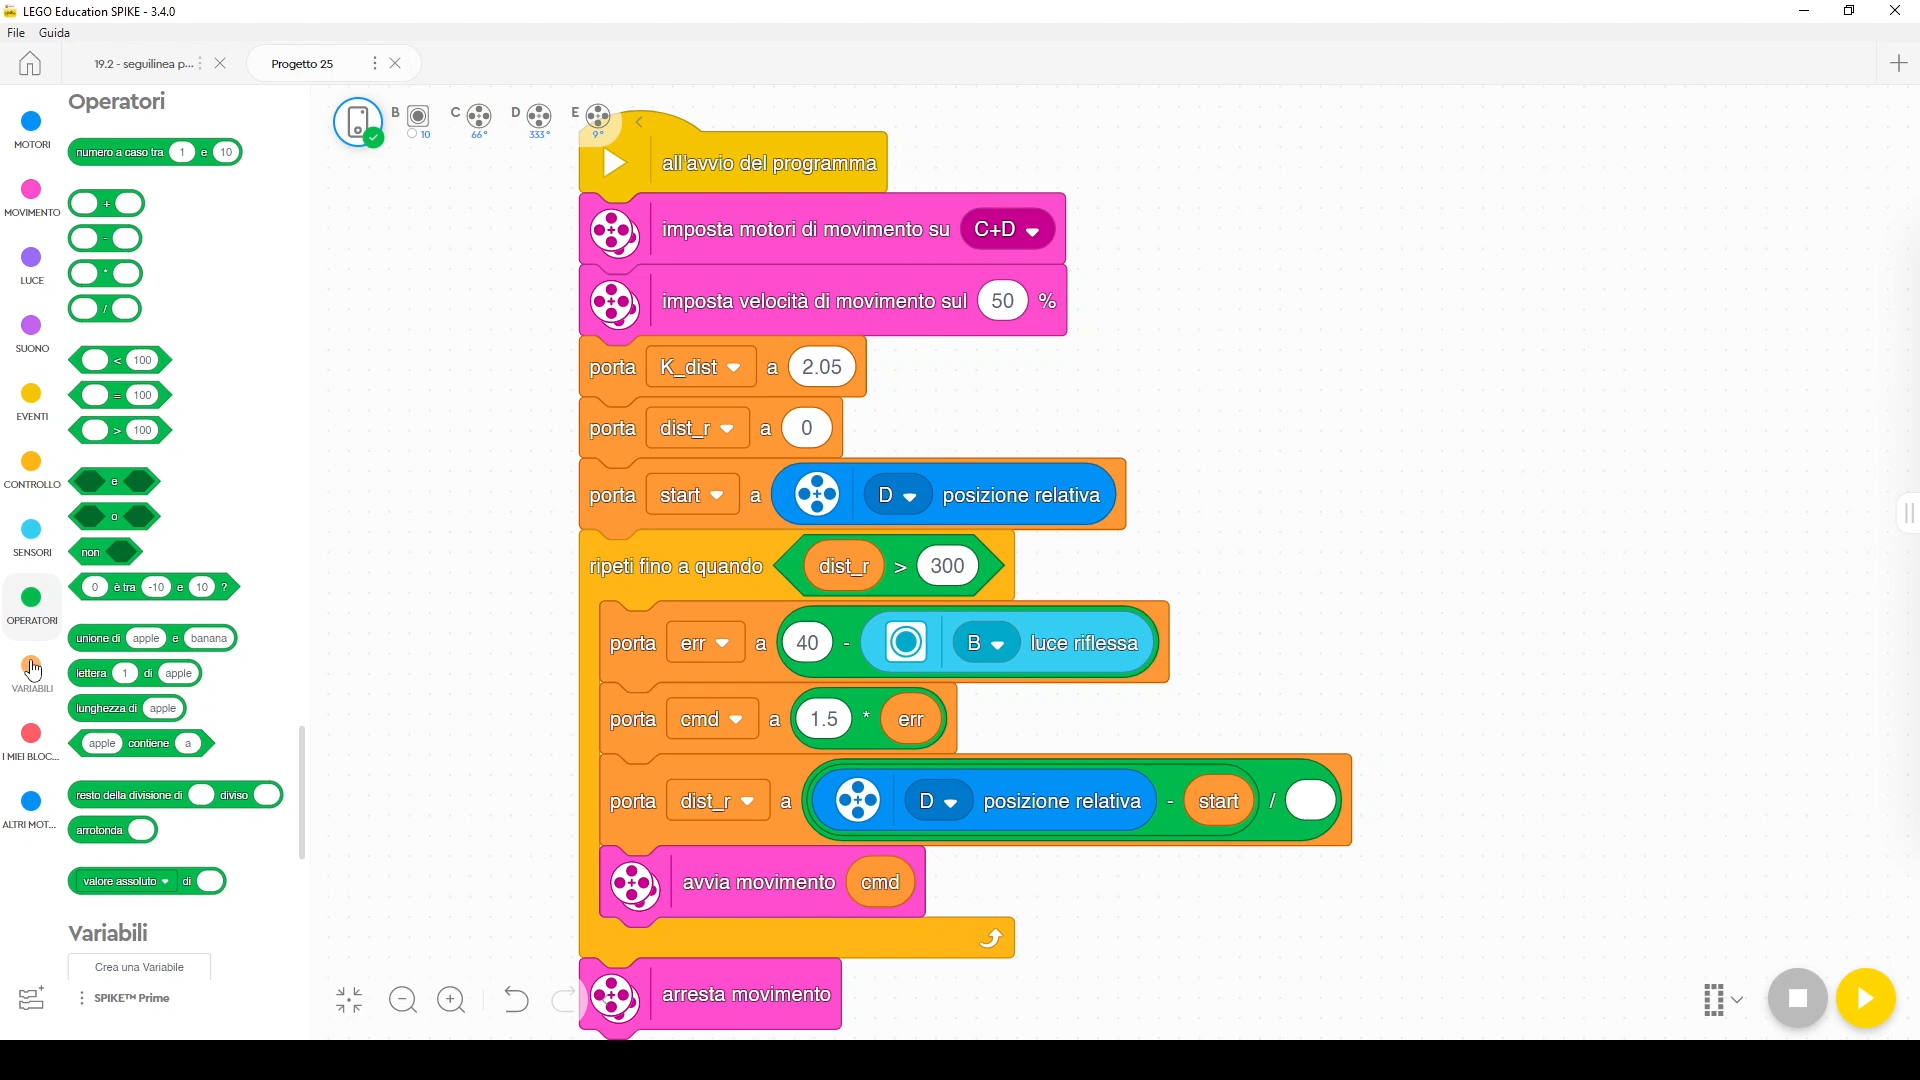 LEGO Education SPIKE - 3.4.0
File Guida
19.2 - seguilinea p...
Progetto 25
MOTORI
MOVIMENTO
LUCE
SUONO
EVENTI
CONTROLLO
SENSORI
OPERATORI
VARIABILI
I MIEI BLOC...
ALTRI MOT...
Operatori
numero a caso tra 1 e 10
+
-
*
/
< 100
= 100
> 100
e
o
non
0 è tra -10 e 10 ?
unione di apple e banana
lettera 1 di apple
lunghezza di apple
apple contiene a
resto della divisione di diviso
arrotonda
valore assoluto di
Variabili
Crea una Variabile
SPIKE™ Prime
B 10
C 66°
D 333°
E 9°
all'avvio del programma
imposta motori di movimento su C+D
imposta velocità di movimento sul 50 %
porta K_dist a 2.05
porta dist_r a 0
porta start a D posizione relativa
ripeti fino a quando dist_r > 300
porta err a 40 - B luce riflessa
porta cmd a 1.5 * err
porta dist_r a D posizione relativa - start /
avvia movimento cmd
arresta movimento